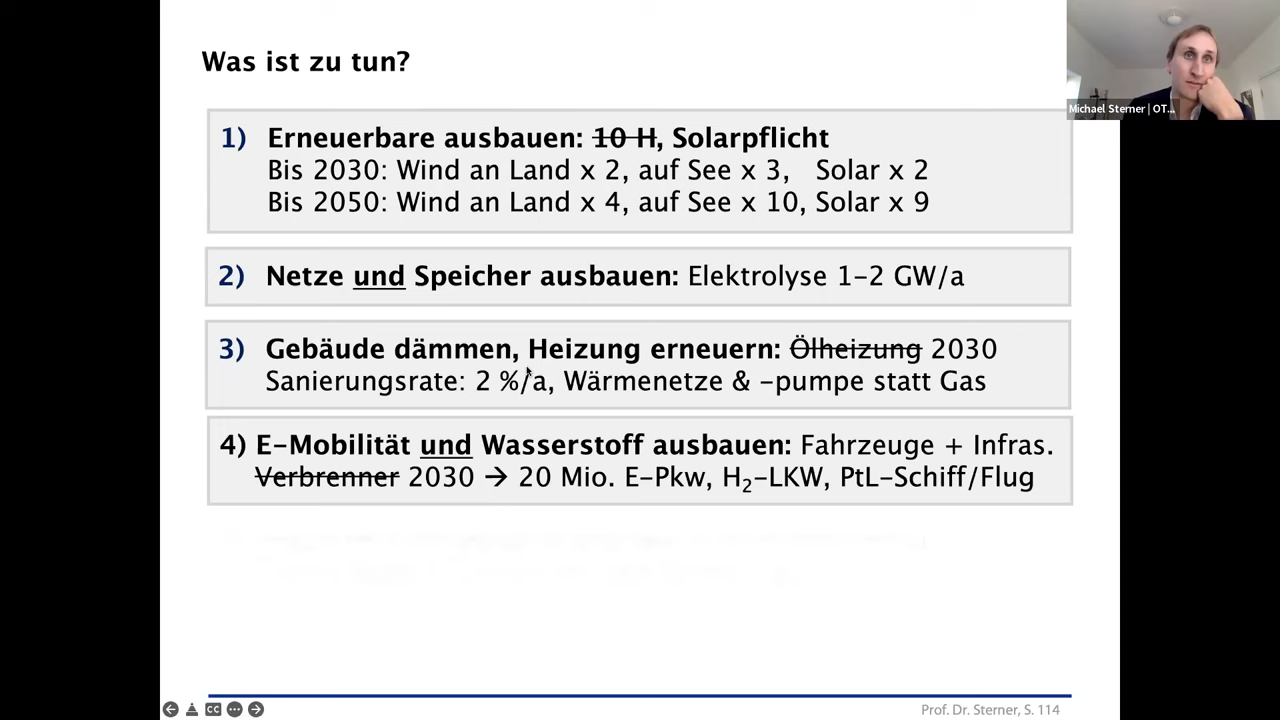 Was ist zu tun?
Michael Sterner | OT...
1) Erneuerbare ausbauen: 10 H, Solarpflicht
Bis 2030: Wind an Land x 2, auf See x 3, Solar x 2
Bis 2050: Wind an Land x 4, auf See x 10, Solar x 9
2) Netze und Speicher ausbauen: Elektrolyse 1–2 GW/a
3) Gebäude dämmen, Heizung erneuern: Ölheizung 2030
Sanierungsrate: 2 %/a, Wärmenetze & –pumpe statt Gas
4) E–Mobilität und Wasserstoff ausbauen: Fahrzeuge + Infras.
Verbrenner 2030 → 20 Mio. E–Pkw, H₂–LKW, PtL–Schiff/Flug
CC
Prof. Dr. Sterner, S. 114